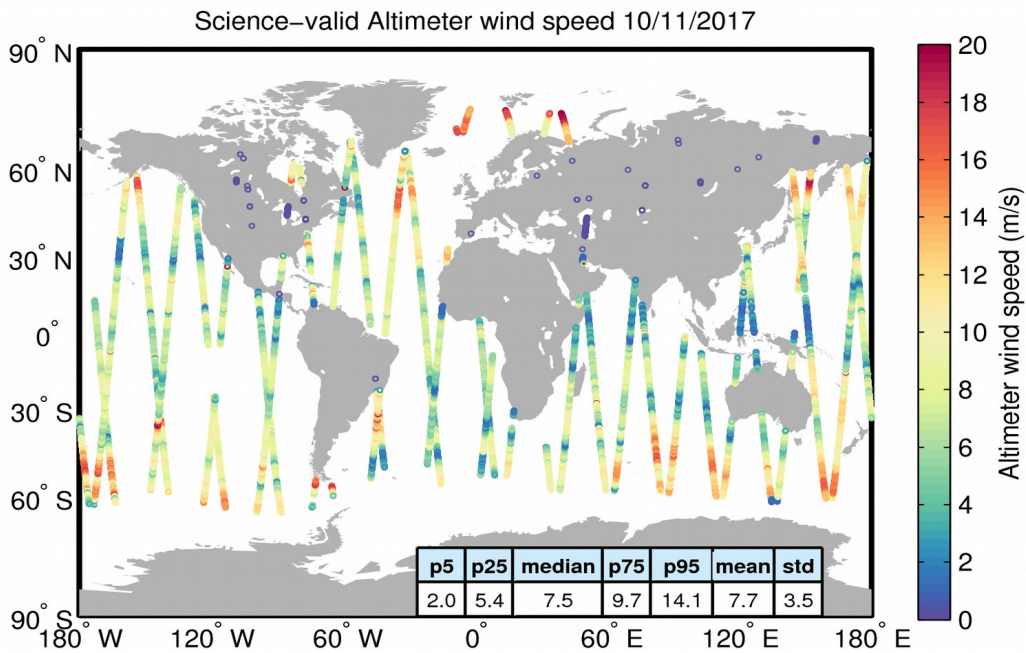 Science-valid Altimeter wind speed 10/11/2017
90° N
60° N
30° N
0°
30° S
60° S
90° S
180° W
120° W
60° W
0°
60° E
120° E
180° E
p5 p25 median p75 p95 mean std
2.0 5.4 7.5 9.7 14.1 7.7 3.5
20
18
16
14
12
10
8
6
4
2
0
Altimeter wind speed (m/s)